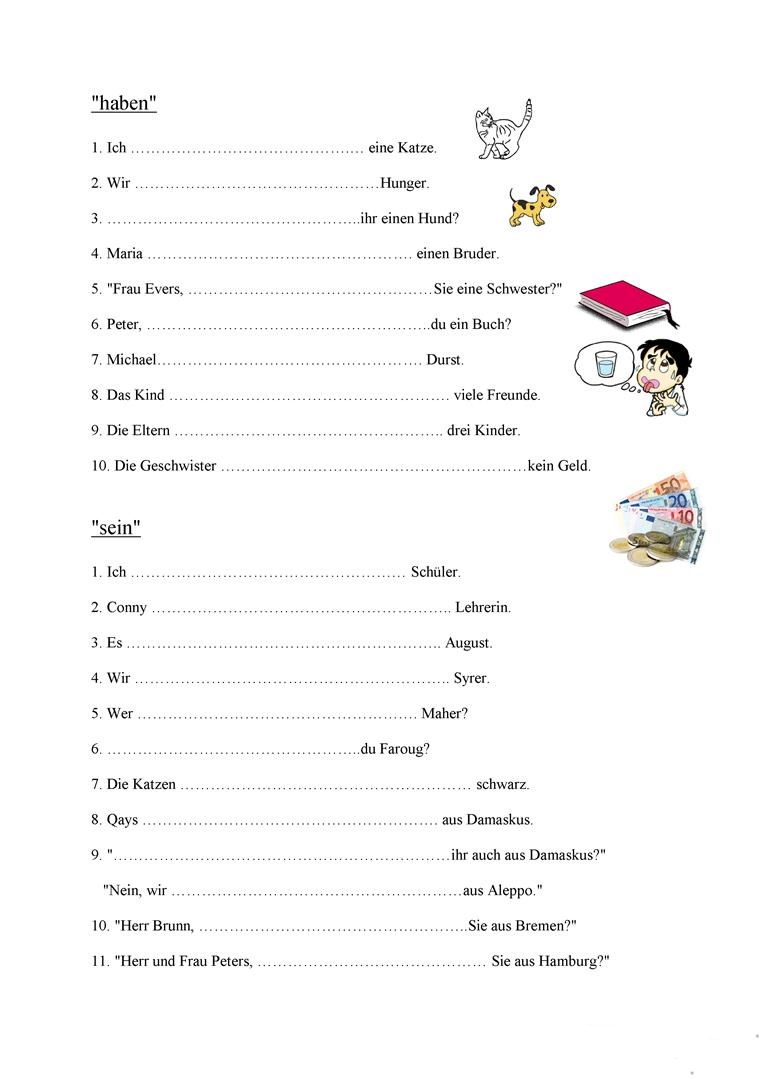 "haben"
1. Ich ………………………………………. eine Katze.
2. Wir …………………………………………Hunger.
3. …………………………………………..ihr einen Hund?
4. Maria ……………………………………………. einen Bruder.
5. "Frau Evers, …………………………………………Sie eine Schwester?"
6. Peter, ………………………………………………..du ein Buch?
7. Michael……………………………………………. Durst.
8. Das Kind ………………………………………………. viele Freunde.
9. Die Eltern …………………………………………….. drei Kinder.
10. Die Geschwister ……………………………………………………kein Geld.
50
20
10
"sein"
1. Ich ……………………………………………… Schüler.
2. Conny ………………………………………………….. Lehrerin.
3. Es …………………………………………………….. August.
4. Wir …………………………………………………….. Syrer.
5. Wer ………………………………………………. Maher?
6. …………………………………………..du Faroug?
7. Die Katzen ………………………………………………… schwarz.
8. Qays …………………………………………………. aus Damaskus.
9. "…………………………………………………………ihr auch aus Damaskus?"
"Nein, wir …………………………………………………aus Aleppo."
10. "Herr Brunn, ……………………………………………..Sie aus Bremen?"
11. "Herr und Frau Peters, ……………………………………… Sie aus Hamburg?"